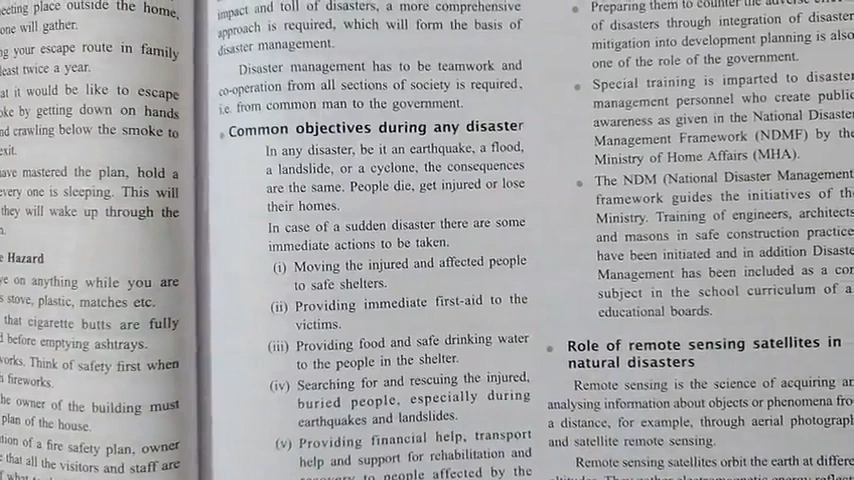 eeting place outside the home,
one will gather.
ng your escape route in family
least twice a year.
at it would be like to escape
oke by getting down on hands
nd crawling below the smoke to
exit.
ave mastered the plan, hold a
every one is sleeping. This will
they will wake up through the
e Hazard
ve on anything while you are
s stove, plastic, matches etc.
that cigarette butts are fully
d before emptying ashtrays.
works. Think of safety first when
n fireworks.
he owner of the building must
plan of the house.
tion of a fire safety plan, owner
e that all the visitors and staff are
impact and toll of disasters, a more comprehensive
approach is required, which will form the basis of
disaster management.
Disaster management has to be teamwork and
co-operation from all sections of society is required,
i.e. from common man to the government.
Common objectives during any disaster
In any disaster, be it an earthquake, a flood,
a landslide, or a cyclone, the consequences
are the same. People die, get injured or lose
their homes.
In case of a sudden disaster there are some
immediate actions to be taken.
(i) Moving the injured and affected people
to safe shelters.
(ii) Providing immediate first-aid to the
victims.
(iii) Providing food and safe drinking water
to the people in the shelter.
(iv) Searching for and rescuing the injured,
buried people, especially during
earthquakes and landslides.
(v) Providing financial help, transport
help and support for rehabilitation and
to people affected by the
Preparing them to counter the adverse
of disasters through integration of disaster
mitigation into development planning is also
one of the role of the government.
Special training is imparted to disaster
management personnel who create public
awareness as given in the National Disaster
Management Framework (NDMF) by the
Ministry of Home Affairs (MHA).
The NDM (National Disaster Management
framework guides the initiatives of th
Ministry. Training of engineers, architects
and masons in safe construction practice
have been initiated and in addition Disaste
Management has been included as a cor
subject in the school curriculum of a
educational boards.
Role of remote sensing satellites in
natural disasters
Remote sensing is the science of acquiring an
analysing information about objects or phenomena fro
a distance, for example, through aerial photograph
and satellite remote sensing.
Remote sensing satellites orbit the earth at differe